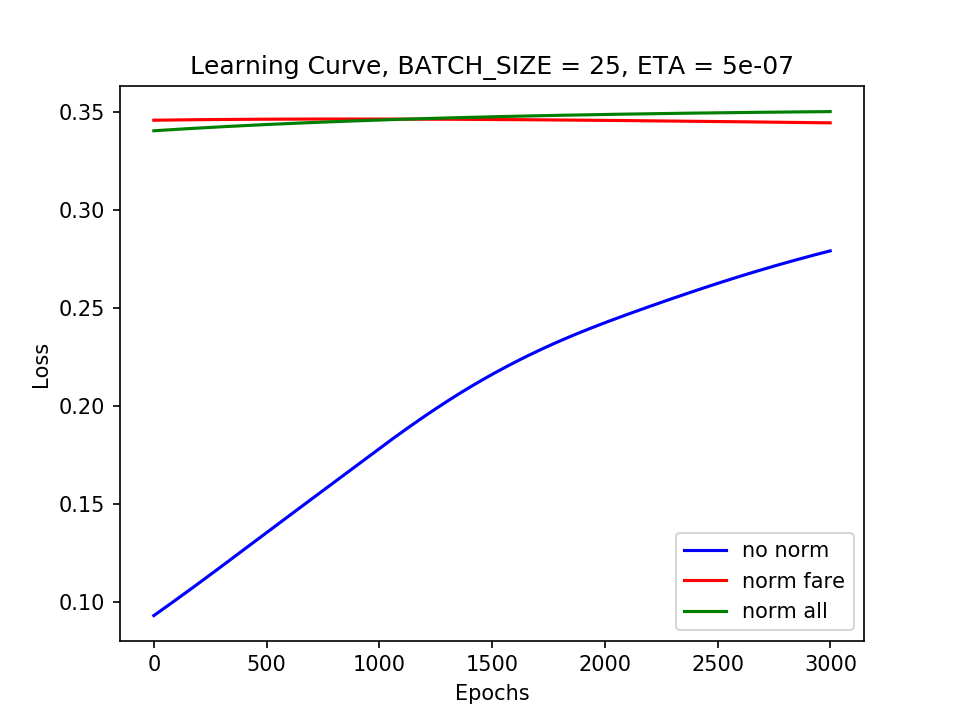 Learning Curve, BATCH_SIZE = 25, ETA = 5e-07
0.35
0.30
0.25
0.20
0.15
0.10
Loss
0 500 1000 1500 2000 2500 3000
Epochs
no norm
norm fare
norm all